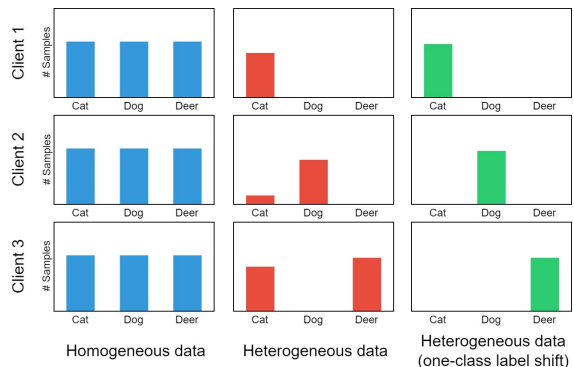 Client 1
# Samples
Cat Dog Deer
Cat Dog Deer
Cat Dog Deer
Client 2
# Samples
Cat Dog Deer
Cat Dog Deer
Cat Dog Deer
Client 3
# Samples
Cat Dog Deer
Cat Dog Deer
Cat Dog Deer
Homogeneous data
Heterogeneous data
Heterogeneous data
(one-class label shift)